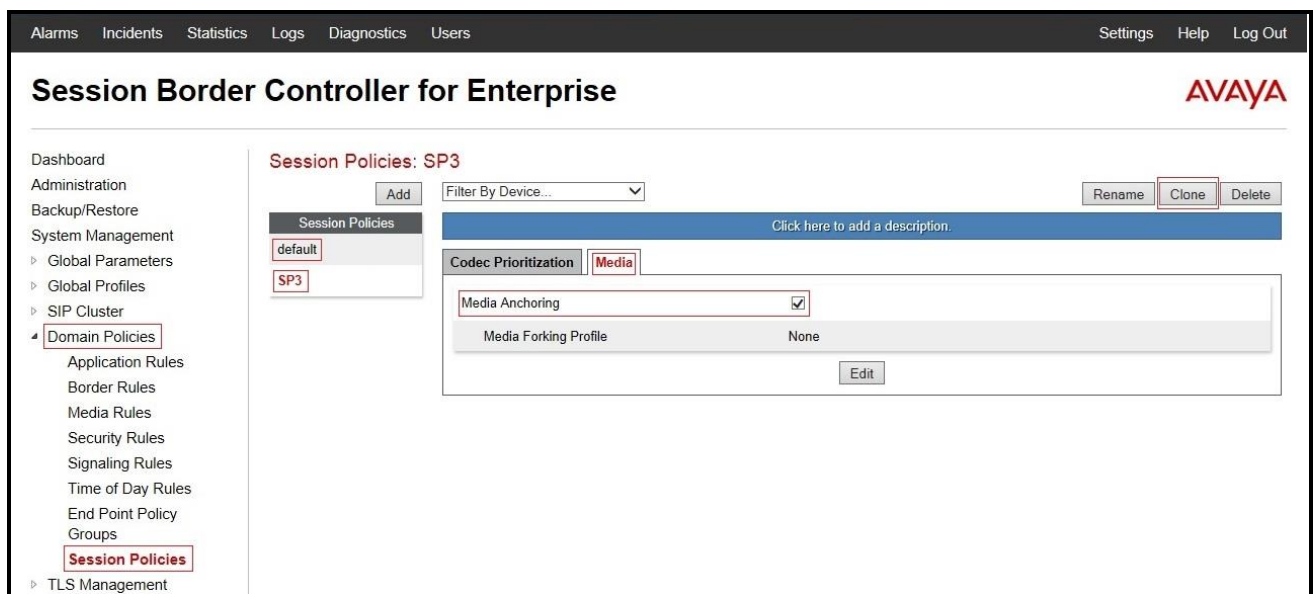 Alarms Incidents Statistics Logs Diagnostics Users Settings Help Log Out
Session Border Controller for Enterprise
AVAYA
Dashboard
Administration
Backup/Restore
System Management
Global Parameters
Global Profiles
SIP Cluster
Domain Policies
Application Rules
Border Rules
Media Rules
Security Rules
Signaling Rules
Time of Day Rules
End Point Policy
Groups
Session Policies
TLS Management
Session Policies: SP3
Add
Filter By Device...
Rename Clone Delete
Session Policies
default
SP3
Click here to add a description.
Codec Prioritization Media
Media Anchoring
Media Forking Profile None
Edit